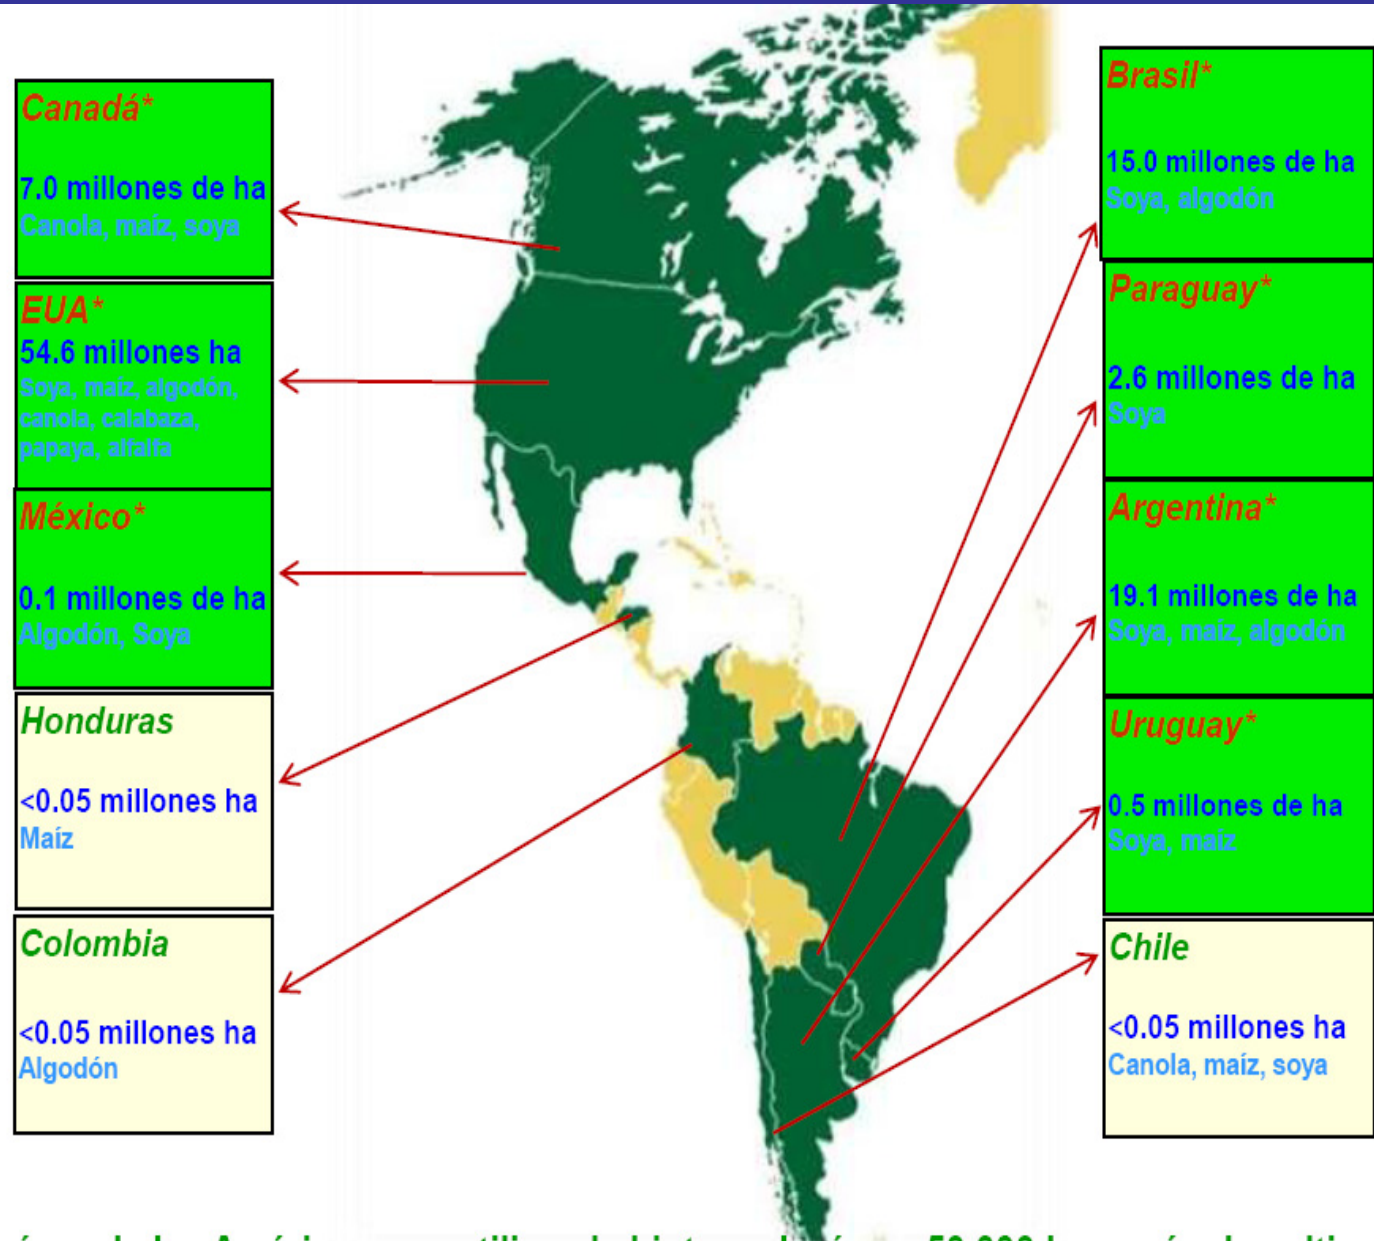 Canadá*
7.0 millones de ha
Canola, maíz, soya
EUA*
54.6 millones ha
Soya, maíz, algodón,
canola, calabaza,
papaya, alfalfa
México*
0.1 millones de ha
Algodón, Soya
Honduras
<0.05 millones ha
Maíz
Colombia
<0.05 millones ha
Algodón
Brasil*
15.0 millones de ha
Soya, algodón
Paraguay*
2.6 millones de ha
Soya
Argentina*
19.1 millones de ha
Soya, maiz, algodón
Uruguay*
0.5 millones de ha
Soya, maiz
Chile
<0.05 millones ha
Canola, maíz, soya